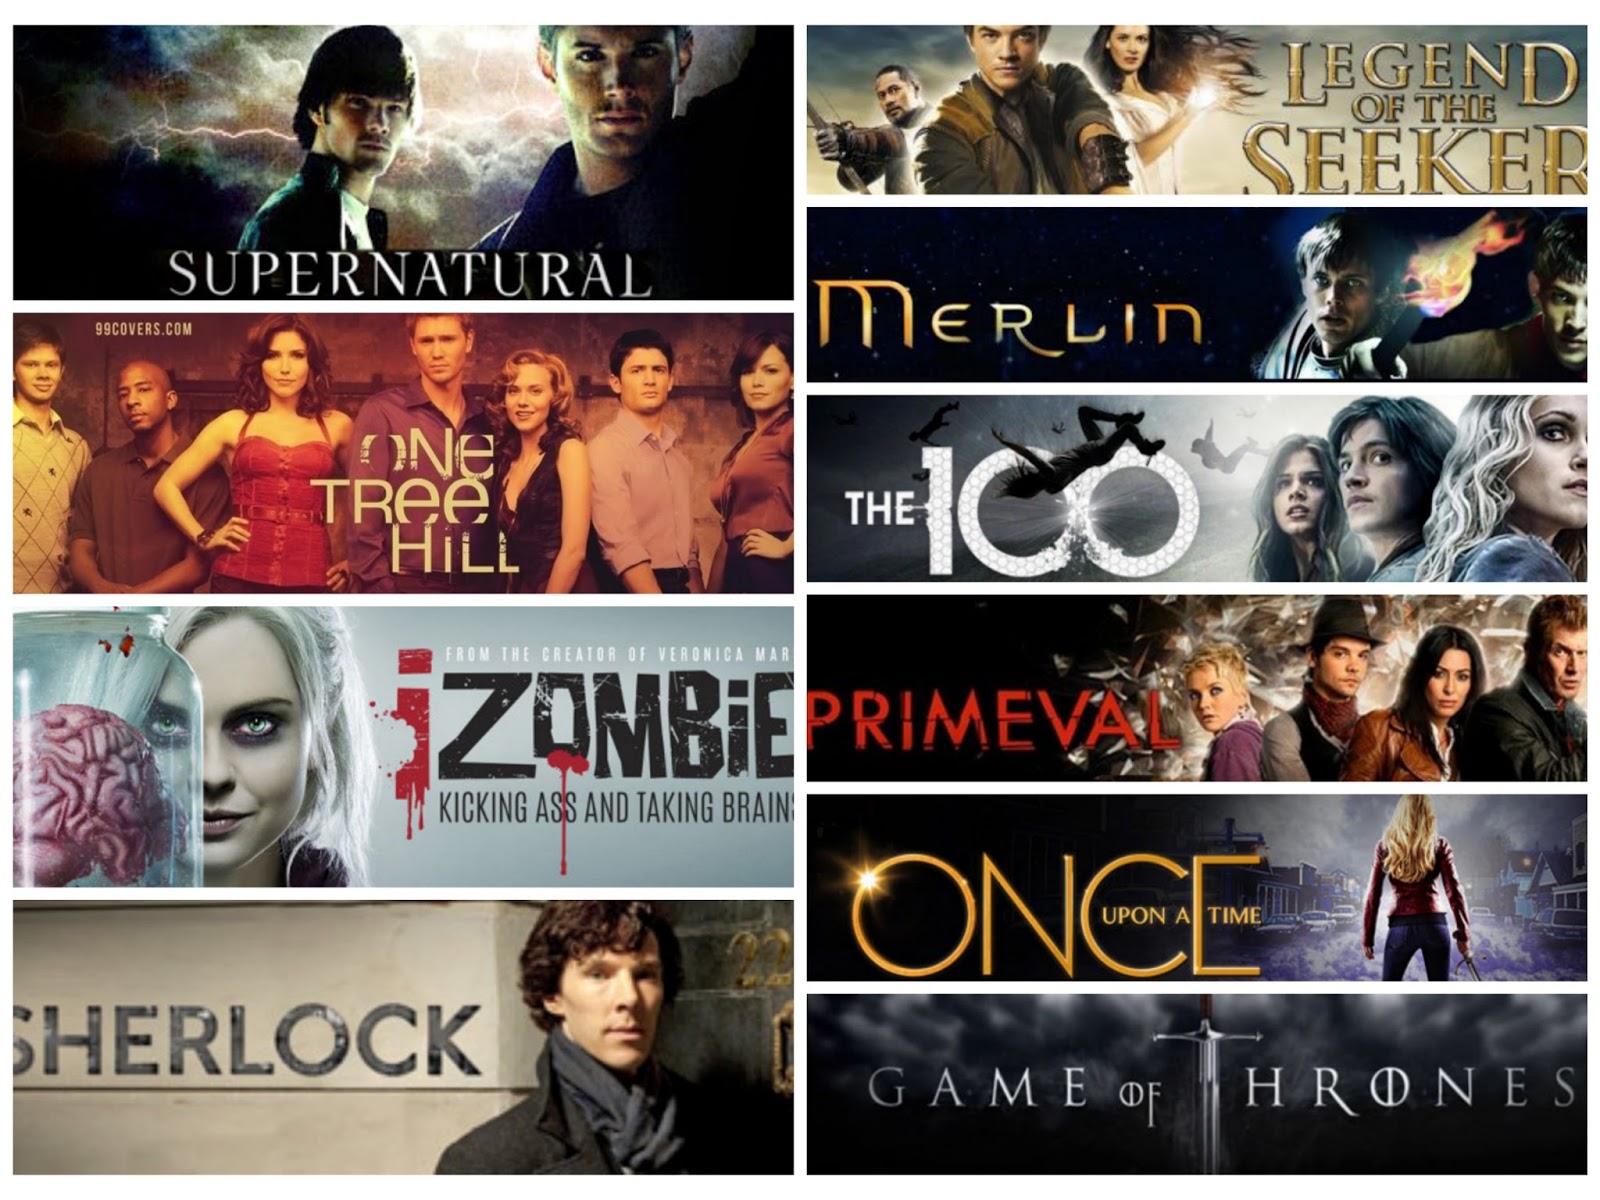 SUPERNATURAL
99COVERS.COM
ONE
TREE
HILL
FROM THE CREATOR OF VERONICA MAR
iZOMBiE
KICKING ASS AND TAKING BRAINS
SHERLOCK
22
LEGEND
OF THE
SEEKER
MERLIN
THE 100
PRIMEVAL
ONCE
UPON A TIME
GAME OF THRONES